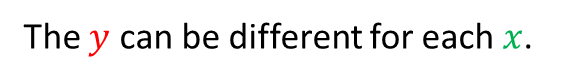 The y can be different for each x.